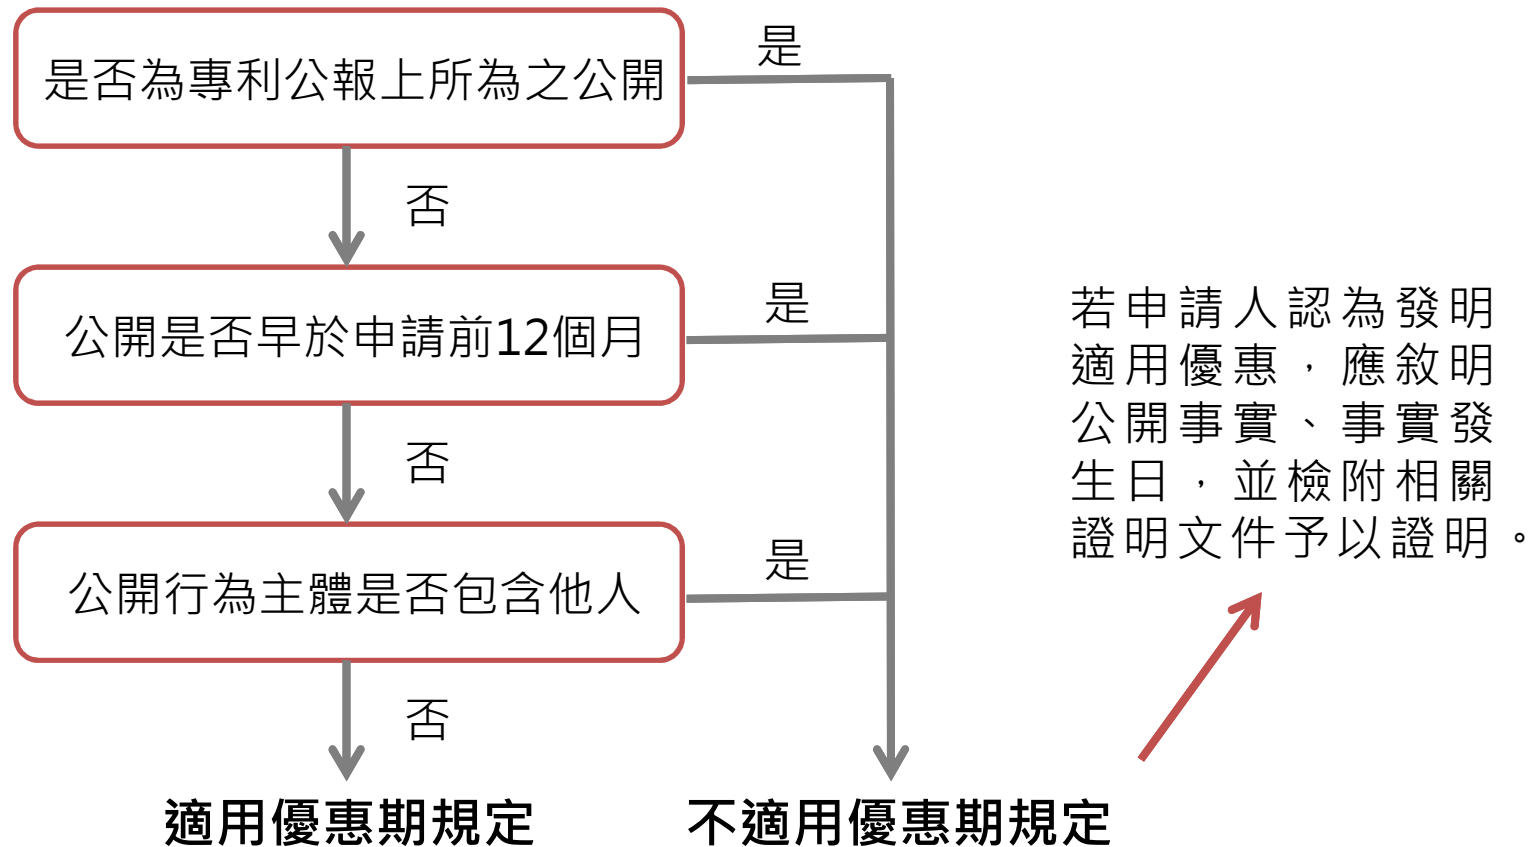 是否為專利公報上所為之公開
是
否
公開是否早於申請前12個月
是
否
公開行為主體是否包含他人
是
否
適用優惠期規定
不適用優惠期規定
若申請人認為發明
適用優惠，應敘明
公開事實、事實發
生日，並檢附相關
證明文件予以證明。